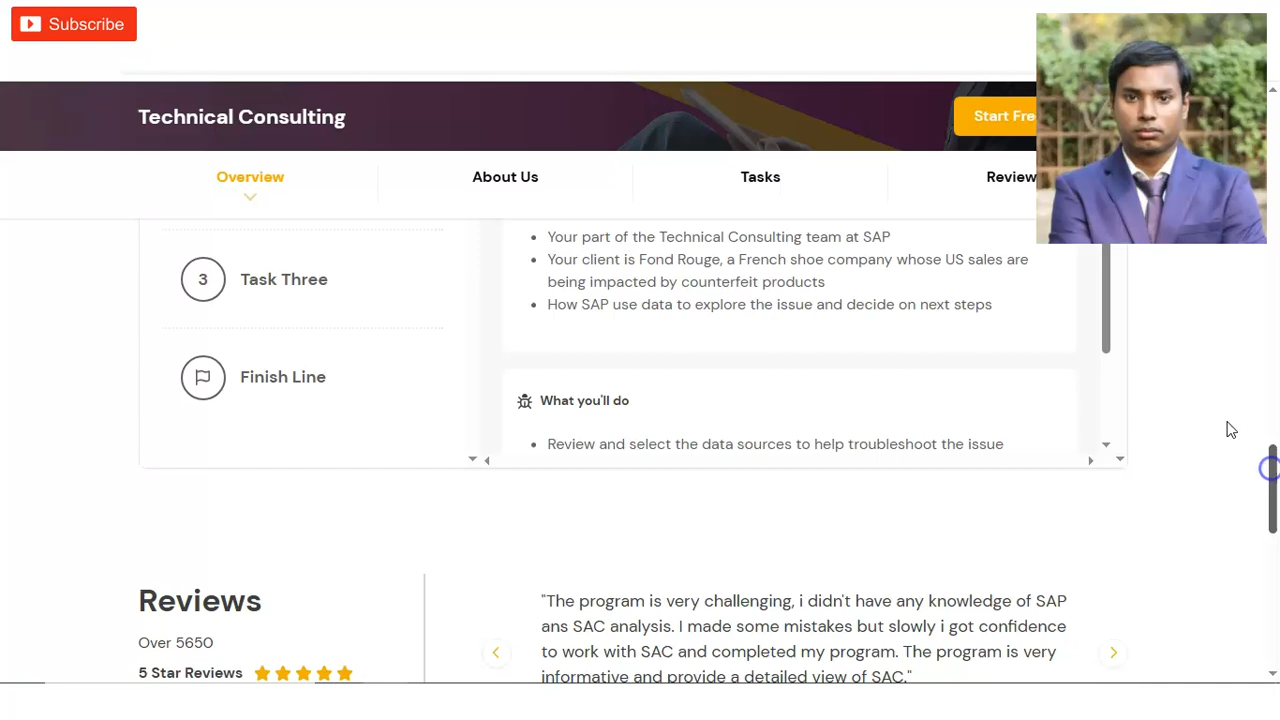 Subscribe
Technical Consulting
Start Fre
Overview
About Us
Tasks
Review
Your part of the Technical Consulting team at SAP
Your client is Fond Rouge, a French shoe company whose US sales are
being impacted by counterfeit products
How SAP use data to explore the issue and decide on next steps
3
Task Three
Finish Line
What you'll do
Review and select the data sources to help troubleshoot the issue
Reviews
Over 5650
5 Star Reviews
"The program is very challenging, i didn't have any knowledge of SAP
ans SAC analysis. I made some mistakes but slowly i got confidence
to work with SAC and completed my program. The program is very
informative and provide a detailed view of SAC."